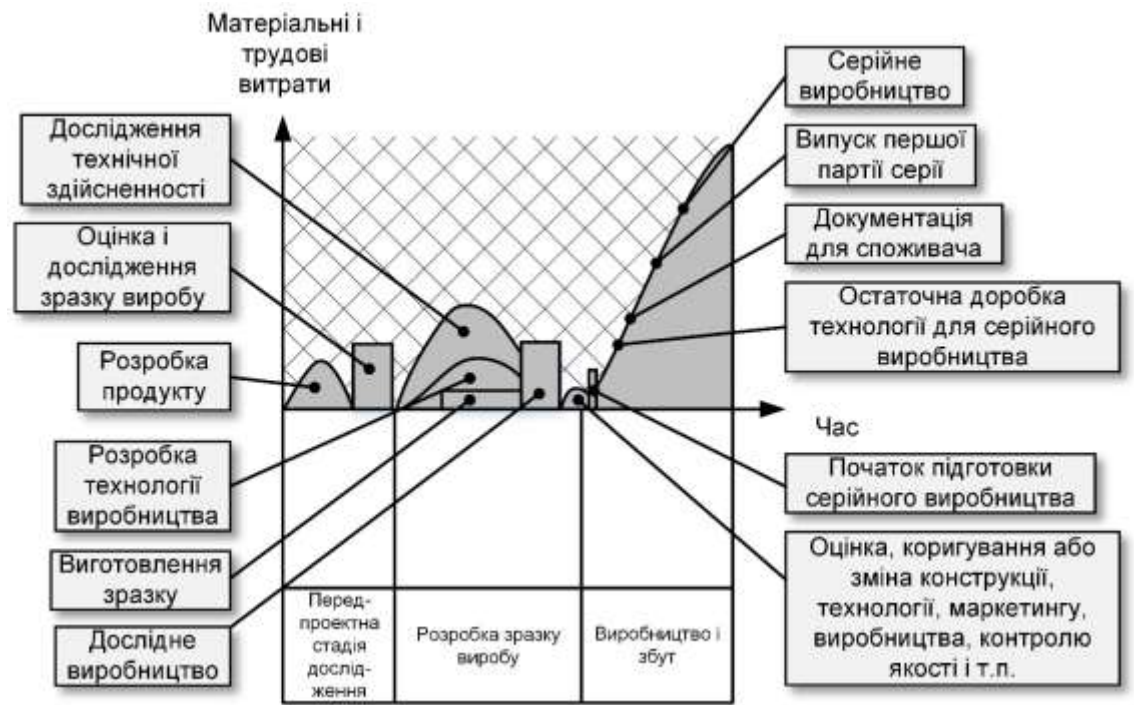 Матеріальні і
трудові
витрати
Дослідження
технічної
здійсненності
Оцінка і
дослідження
зразку виробу
Розробка
продукту
Розробка
технології
виробництва
Виготовлення
зразку
Дослідне
виробництво
Серійне
виробництво
Випуск першої
партії серії
Документація
для споживача
Остаточна доробка
технології для серійного
виробництва
Час
Початок підготовки
серійного виробництва
Оцінка, коригування або
зміна конструкції,
технології, маркетингу,
виробництва, контролю
якості і т.п.
Перед-
проектна
стадія
дослід-
ження
Розробка зразку
виробу
Виробництво і
збут